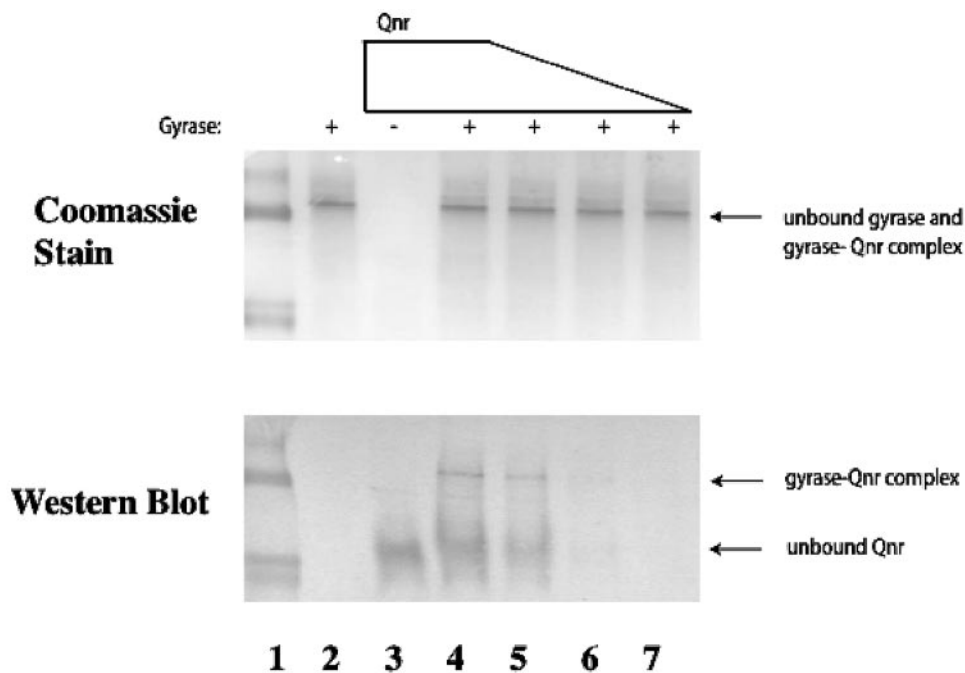 Qnr
Gyrase: + - + + + +
Coomassie
Stain
unbound gyrase and
gyrase- Qnr complex
Western Blot
gyrase-Qnr complex
unbound Qnr
1 2 3 4 5 6 7